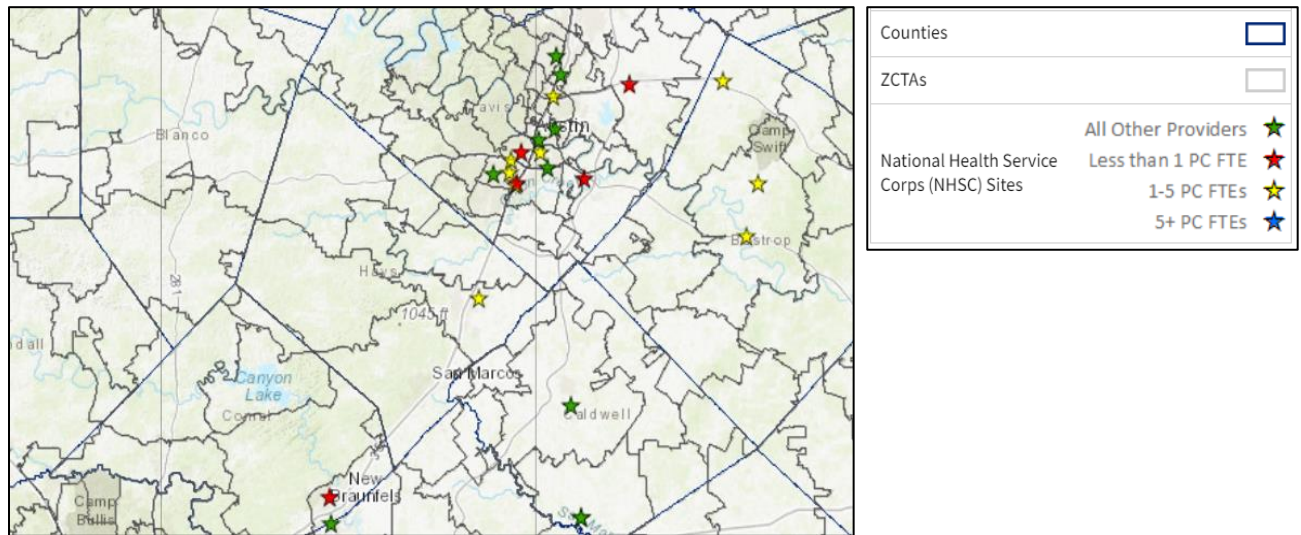 Blanco
Camp
Swift
Bastrop
Hays
1045 ft
281
San Marcos
Canyon
Lake
Comal
Caldwell
New
Braunfels
Camp
Bullis
Counties
ZCTAs
National Health Service
Corps (NHSC) Sites
All Other Providers
Less than 1 PC FTE
1-5 PC FTEs
5+ PC FTEs